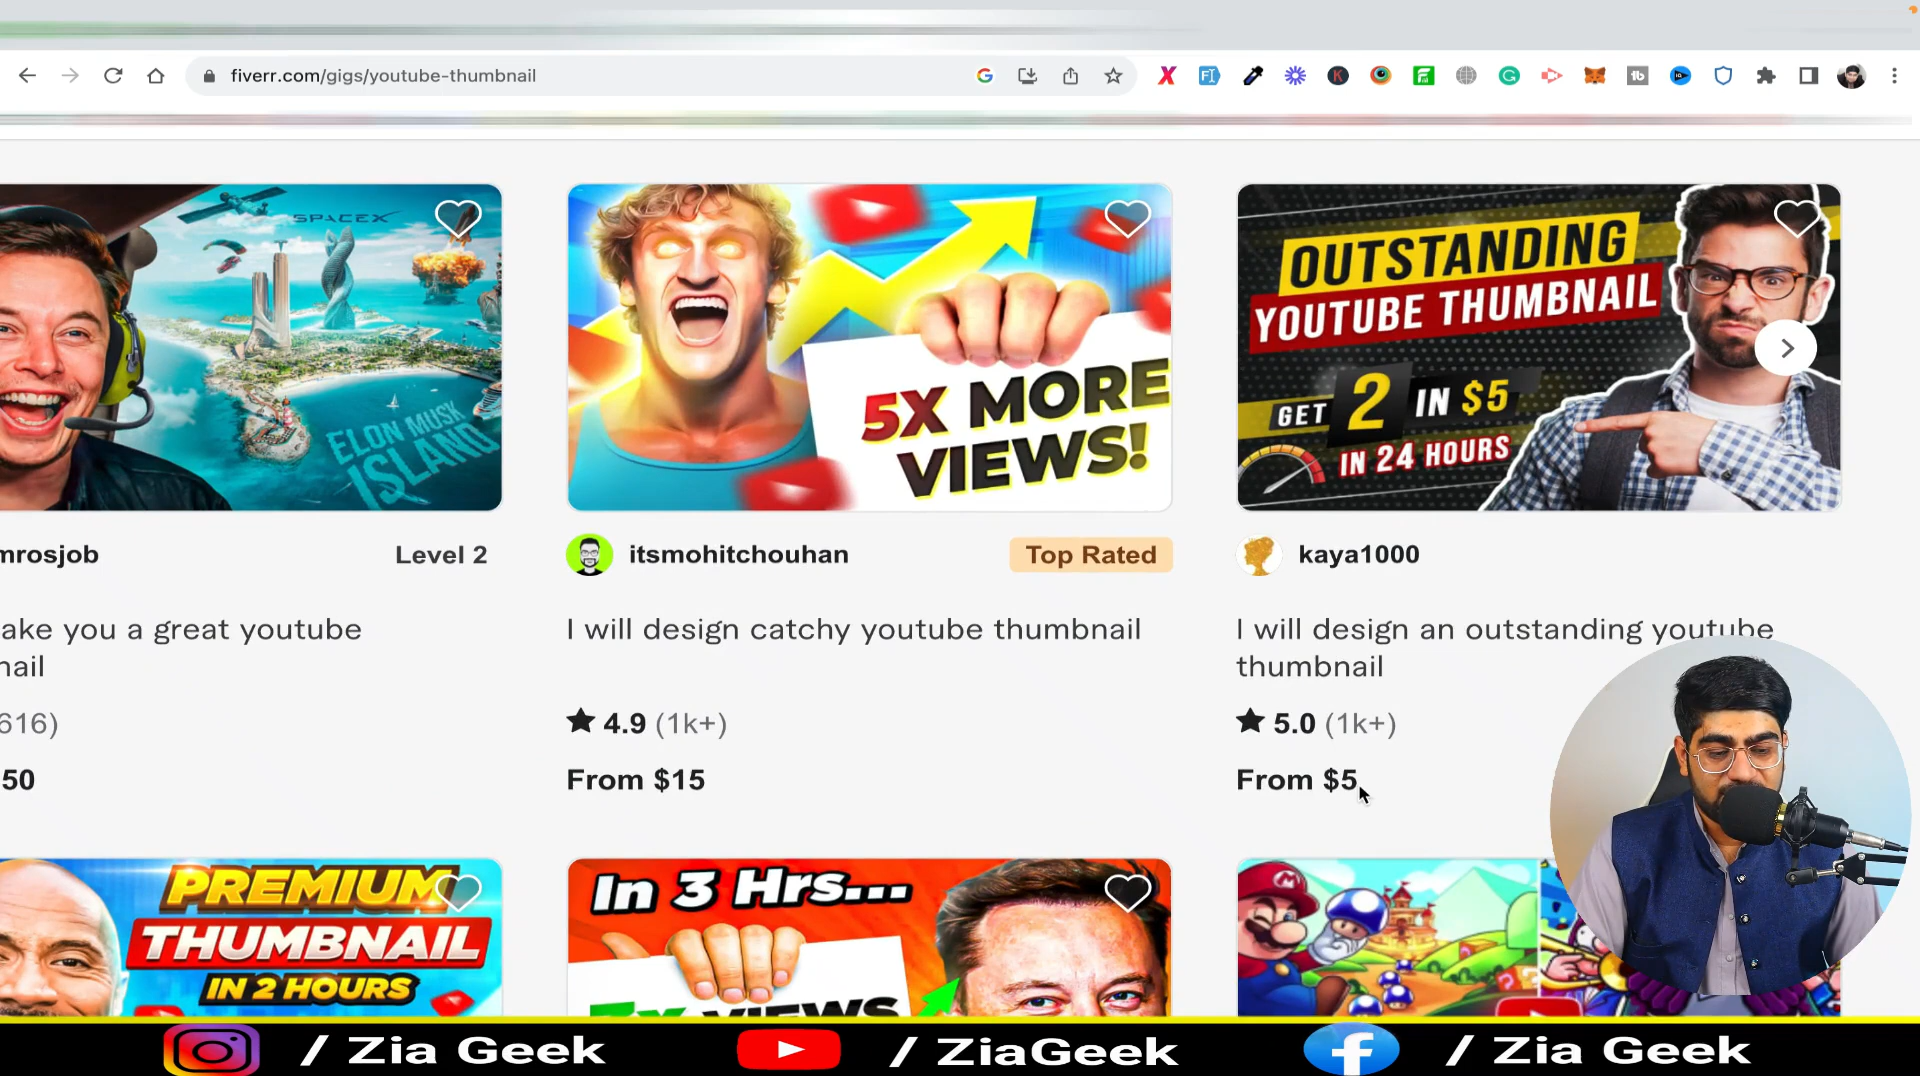 fiverr.com/gigs/youtube-thumbnail
SPACEX
ELON MUSK
ISLAND
5X MORE
VIEWS!
OUTSTANDING
YOUTUBE THUMBNAIL
GET 2 IN $5
IN 24 HOURS
mrosjob
Level 2
itsmohitchouhan
Top Rated
kaya1000
ake you a great youtube
nail
I will design catchy youtube thumbnail
I will design an outstanding youtube
thumbnail
616)
4.9 (1k+)
5.0 (1k+)
50
From $15
From $5
PREMIUM
THUMBNAIL
IN 2 HOURS
In 3 Hrs...
VIEWS
/ Zia Geek
/ ZiaGeek
/ Zia Geek